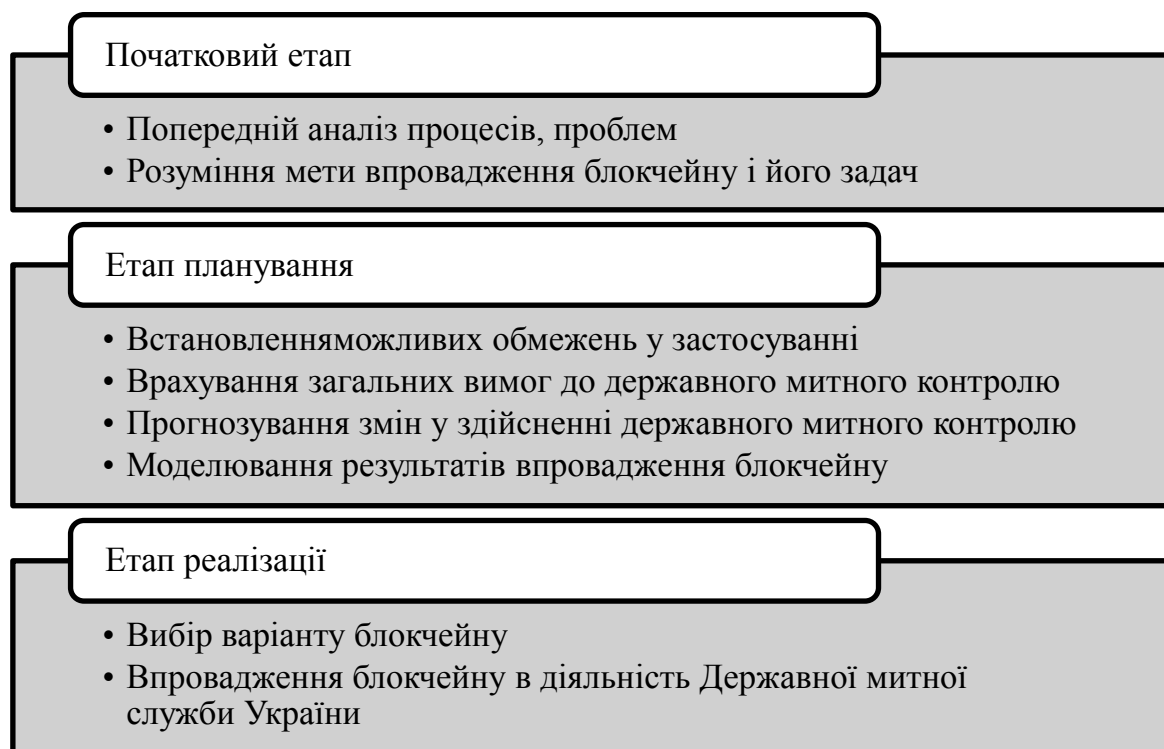 Початковий етап
• Попередній аналіз процесів, проблем
• Розуміння мети впровадження блокчейну і його задач
Етап планування
• Встановленняможливих обмежень у застосуванні
• Врахування загальних вимог до державного митного контролю
• Прогнозування змін у здійсненні державного митного контролю
• Моделювання результатів впровадження блокчейну
Етап реалізації
• Вибір варіанту блокчейну
• Впровадження блокчейну в діяльність Державної митної
служби України